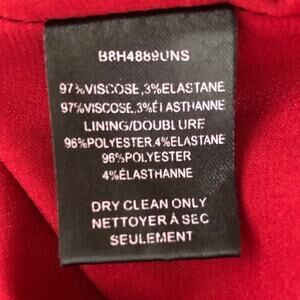 B8H4889UNS
97%VISCOSE,3%ELASTANE
97%VISCOSE,3%ÉLASTHANNE
LINING/DOUBLURE
96%POLYESTER,4%ELASTANE
96%POLYESTER
4%ÉLASTHANNE
DRY CLEAN ONLY
NETTOYER À SEC
SEULEMENT